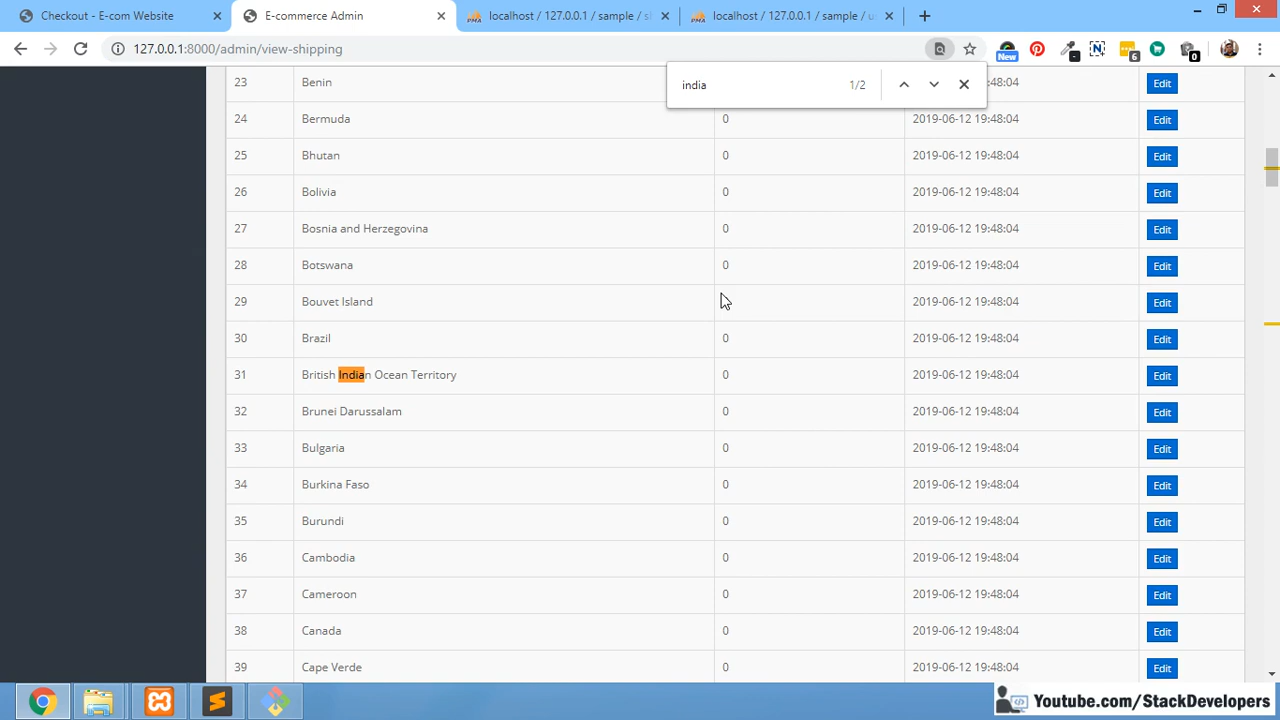 Checkout - E-com Website
E-commerce Admin
localhost / 127.0.0.1 / sample / s
localhost / 127.0.0.1 / sample / u
127.0.0.1:8000/admin/view-shipping
New
6
0
india 1/2
23 Benin 2019-06-12 19:48:04 Edit
24 Bermuda 0 2019-06-12 19:48:04 Edit
25 Bhutan 0 2019-06-12 19:48:04 Edit
26 Bolivia 0 2019-06-12 19:48:04 Edit
27 Bosnia and Herzegovina 0 2019-06-12 19:48:04 Edit
28 Botswana 0 2019-06-12 19:48:04 Edit
29 Bouvet Island 0 2019-06-12 19:48:04 Edit
30 Brazil 0 2019-06-12 19:48:04 Edit
31 British Indian Ocean Territory 0 2019-06-12 19:48:04 Edit
32 Brunei Darussalam 0 2019-06-12 19:48:04 Edit
33 Bulgaria 0 2019-06-12 19:48:04 Edit
34 Burkina Faso 0 2019-06-12 19:48:04 Edit
35 Burundi 0 2019-06-12 19:48:04 Edit
36 Cambodia 0 2019-06-12 19:48:04 Edit
37 Cameroon 0 2019-06-12 19:48:04 Edit
38 Canada 0 2019-06-12 19:48:04 Edit
39 Cape Verde 0 2019-06-12 19:48:04 Edit
Youtube.com/StackDevelopers